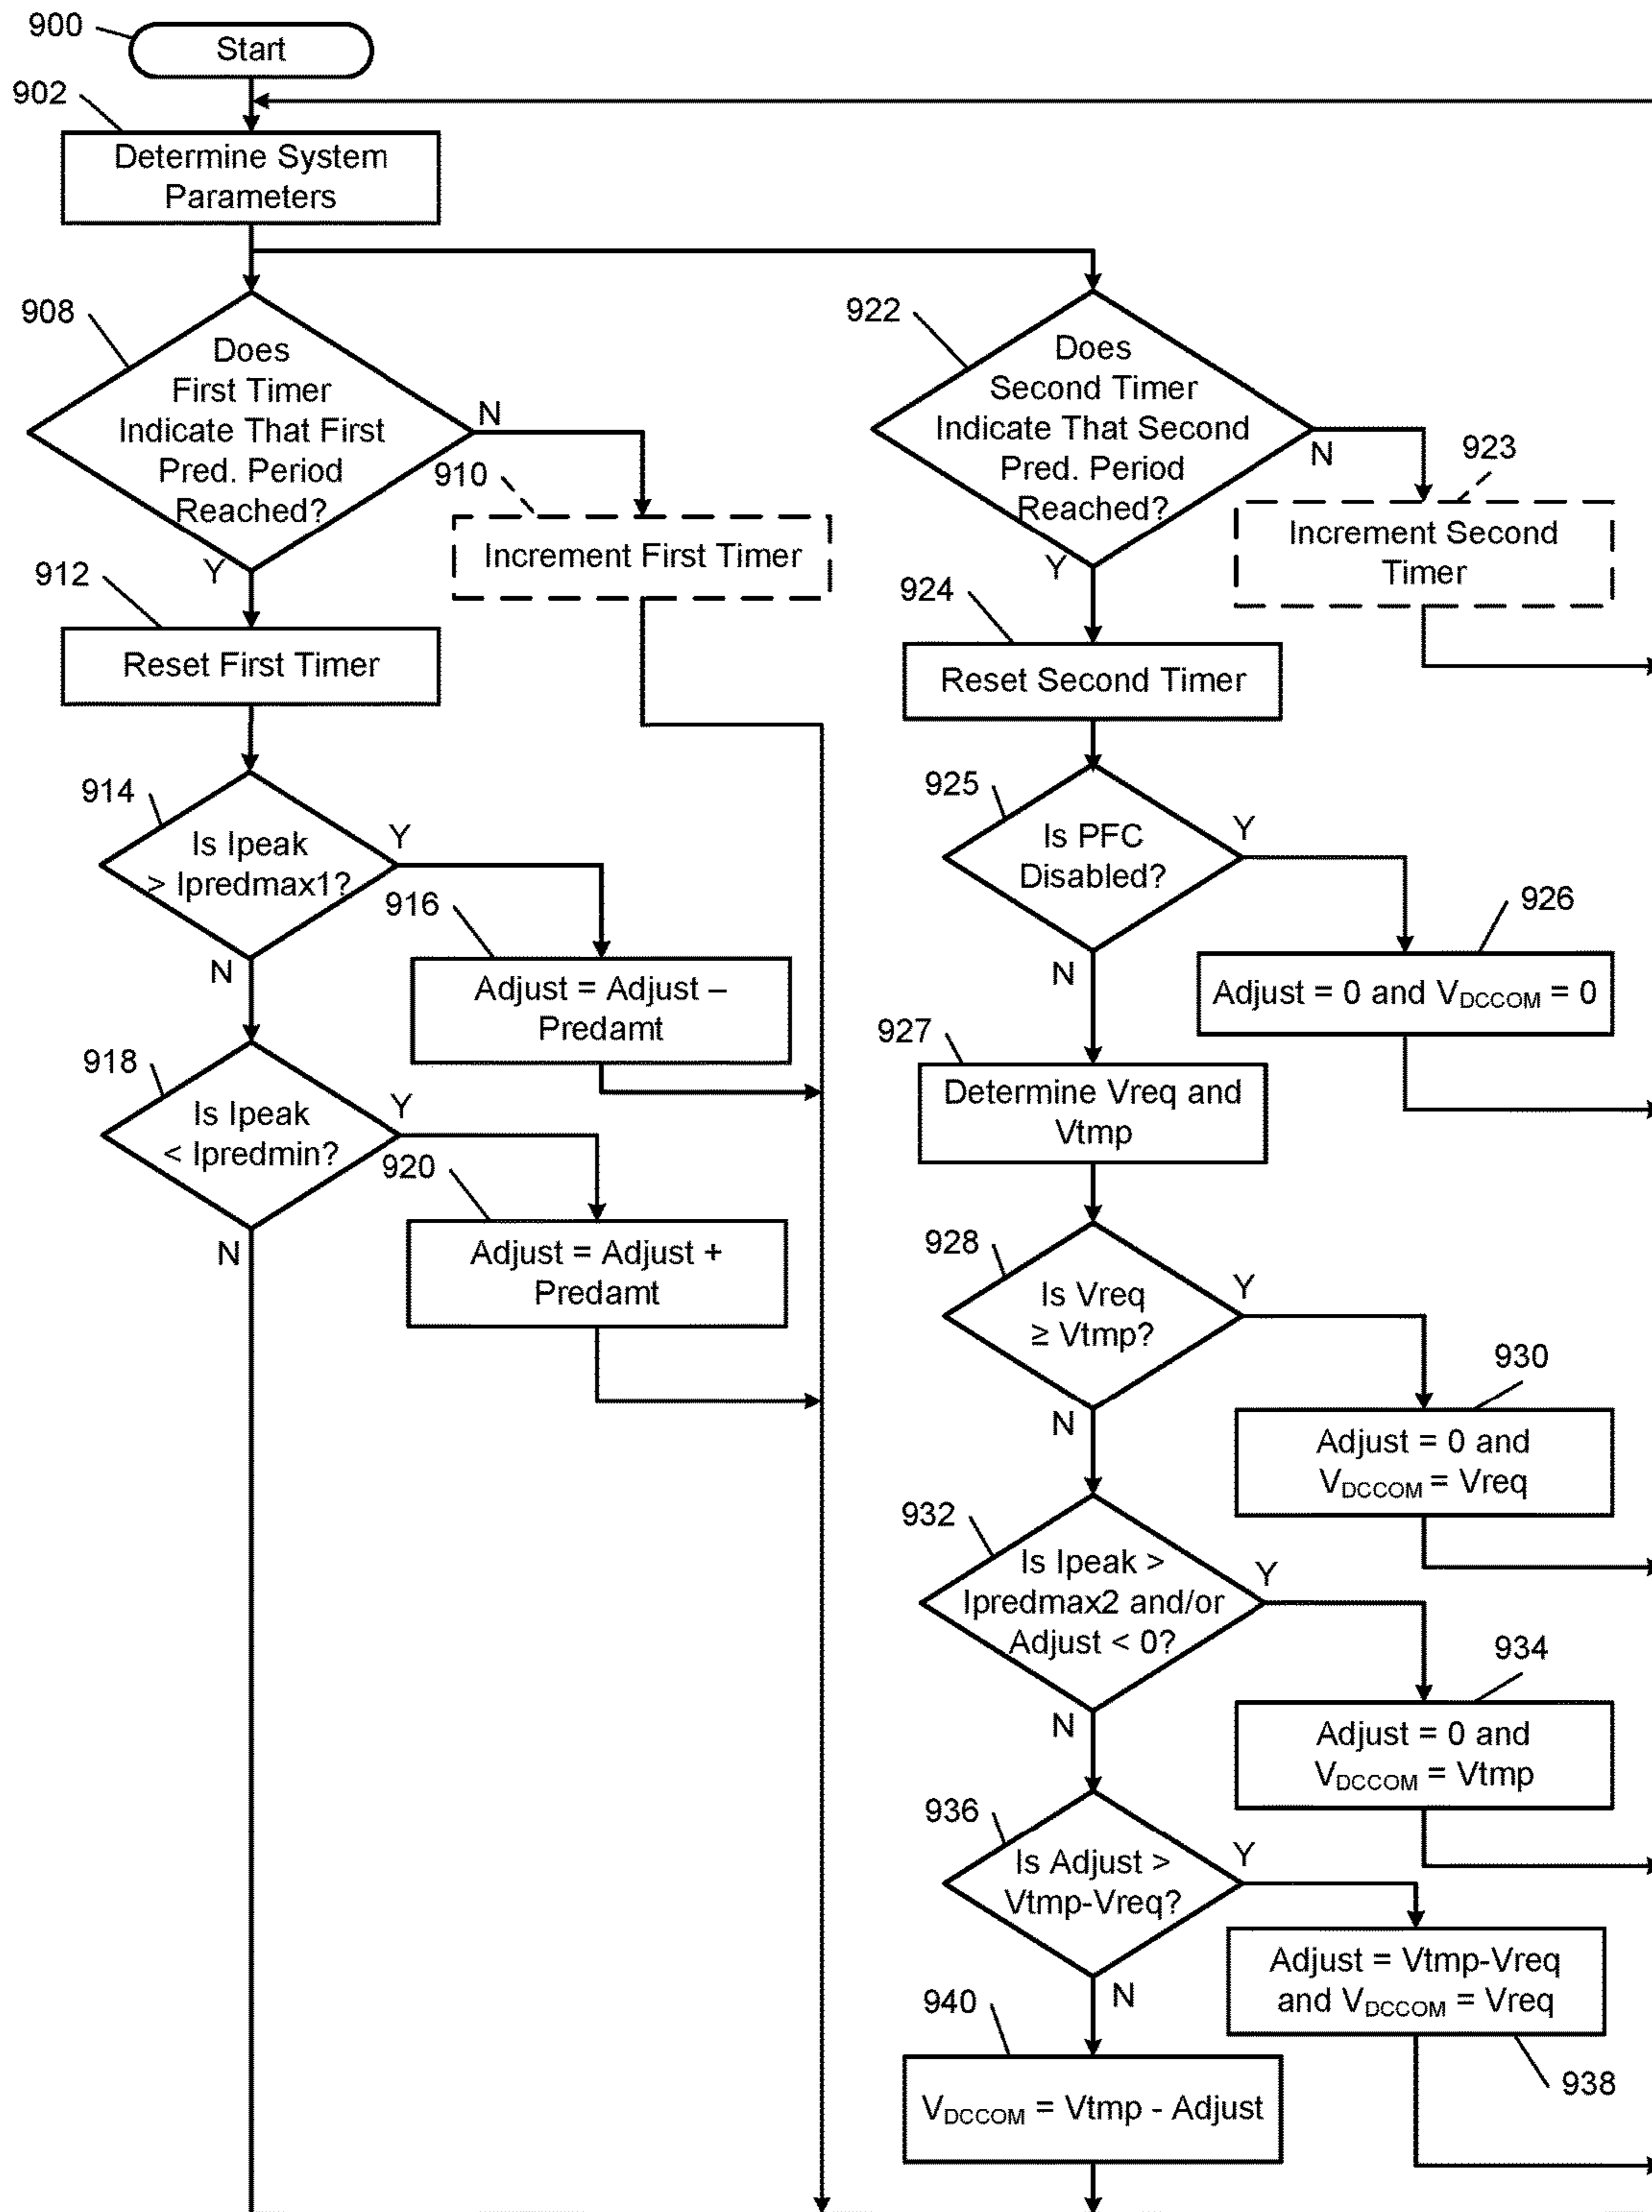 900
Start
902
Determine System
Parameters
908
Does
First Timer
Indicate That First
Pred. Period
Reached?
N
Y
910
Increment First Timer
912
Reset First Timer
914
Is Ipeak
> Ipredmax1?
Y
N
916
Adjust = Adjust –
Predamt
918
Is Ipeak
< Ipredmin?
Y
N
920
Adjust = Adjust +
Predamt
922
Does
Second Timer
Indicate That Second
Pred. Period
Reached?
N
Y
923
Increment Second
Timer
924
Reset Second Timer
925
Is PFC
Disabled?
Y
N
926
Adjust = 0 and VDCCOM = 0
927
Determine Vreq and
Vtmp
928
Is Vreq
≥ Vtmp?
Y
N
930
Adjust = 0 and
VDCCOM = Vreq
932
Is Ipeak >
Ipredmax2 and/or
Adjust < 0?
Y
N
934
Adjust = 0 and
VDCCOM = Vtmp
936
Is Adjust >
Vtmp-Vreq?
Y
N
Adjust = Vtmp-Vreq
and VDCCOM = Vreq
938
940
VDCCOM = Vtmp - Adjust